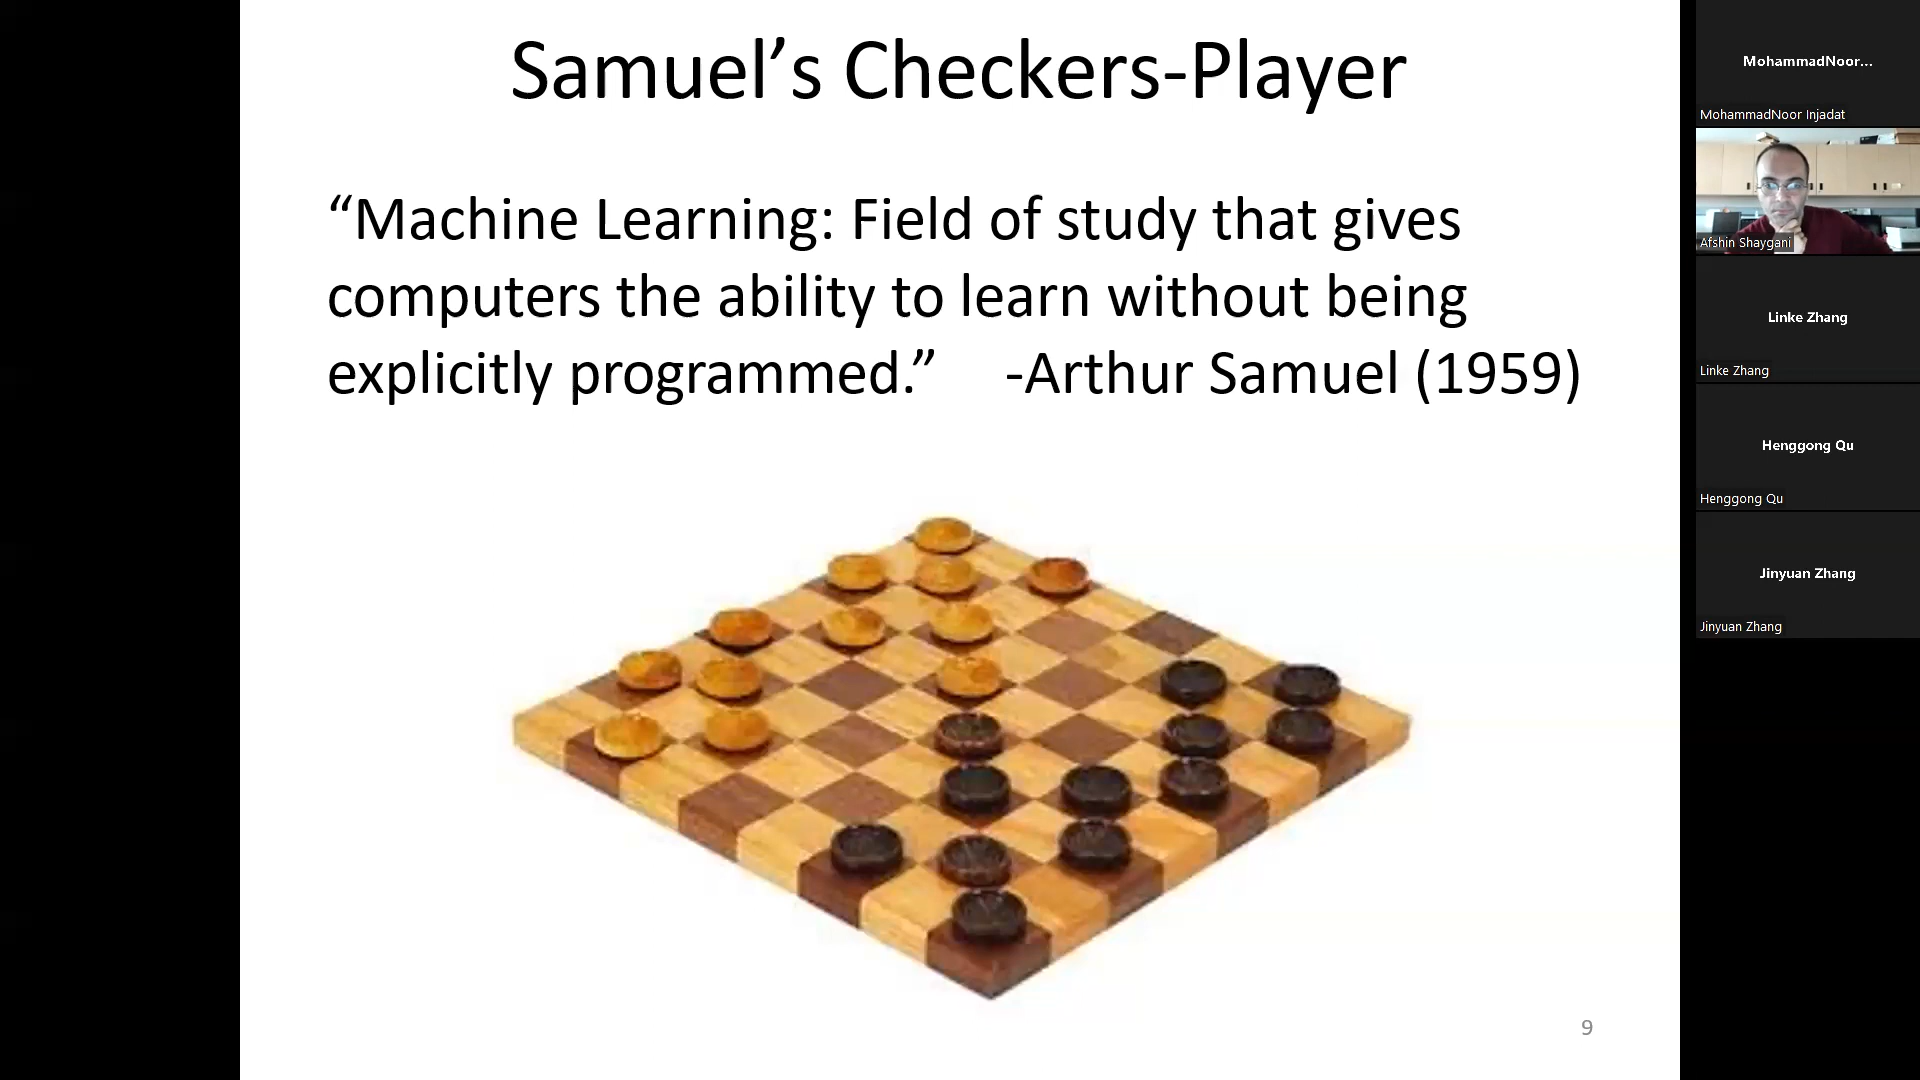 Samuel’s Checkers-Player
“Machine Learning: Field of study that gives
computers the ability to learn without being
explicitly programmed.” -Arthur Samuel (1959)
9
MohammadNoor...
MohammadNoor Injadat
Afshin Shaygani
Linke Zhang
Linke Zhang
Henggong Qu
Henggong Qu
Jinyuan Zhang
Jinyuan Zhang